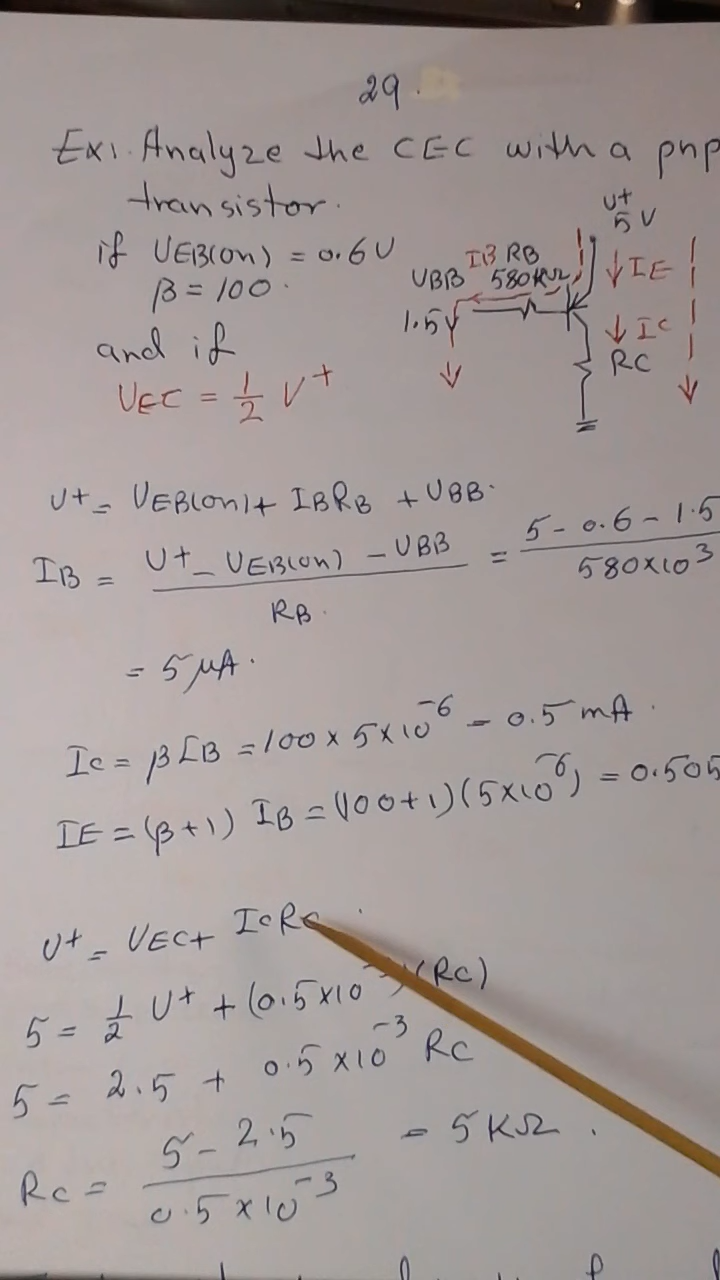 29.
Ex1. Analyze the CEC with a pnp
transistor.
if VEB(on) = 0.6V
β = 100.
and if
VEC = 1/2 V+
V+
5V
IB RB
VBB 580KΩ
1.5V
IE
IC
RC
V+ = VEB(on) + IBRB + VBB.
IB = (V+ - VEB(on) - VBB) / RB = (5 - 0.6 - 1.5) / 580×10³
= 5 μA.
IC = β IB = 100 × 5×10⁻⁶ = 0.5 mA.
IE = (β+1) IB = (100+1)(5×10⁻⁶) = 0.505
V+ = VEC + ICRC
5 = 1/2 V+ + (0.5×10 (RC)
5 = 2.5 + 0.5×10⁻³ RC
RC = (5 - 2.5) / 0.5×10⁻³ = 5KΩ.